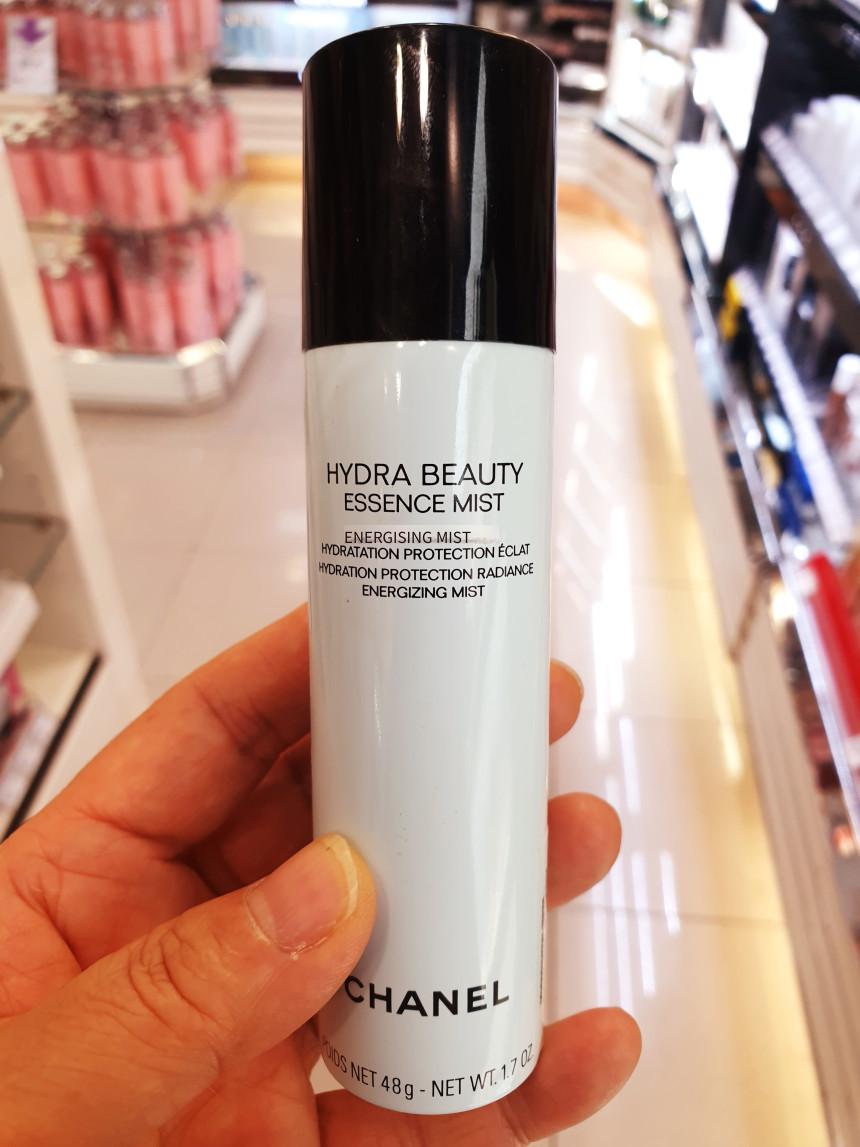 HYDRA BEAUTY
ESSENCE MIST
ENERGISING MIST
HYDRATATION PROTECTION ÉCLAT
HYDRATION PROTECTION RADIANCE
ENERGIZING MIST
CHANEL
POIDS NET 48g - NET WT. 1.7 OZ.